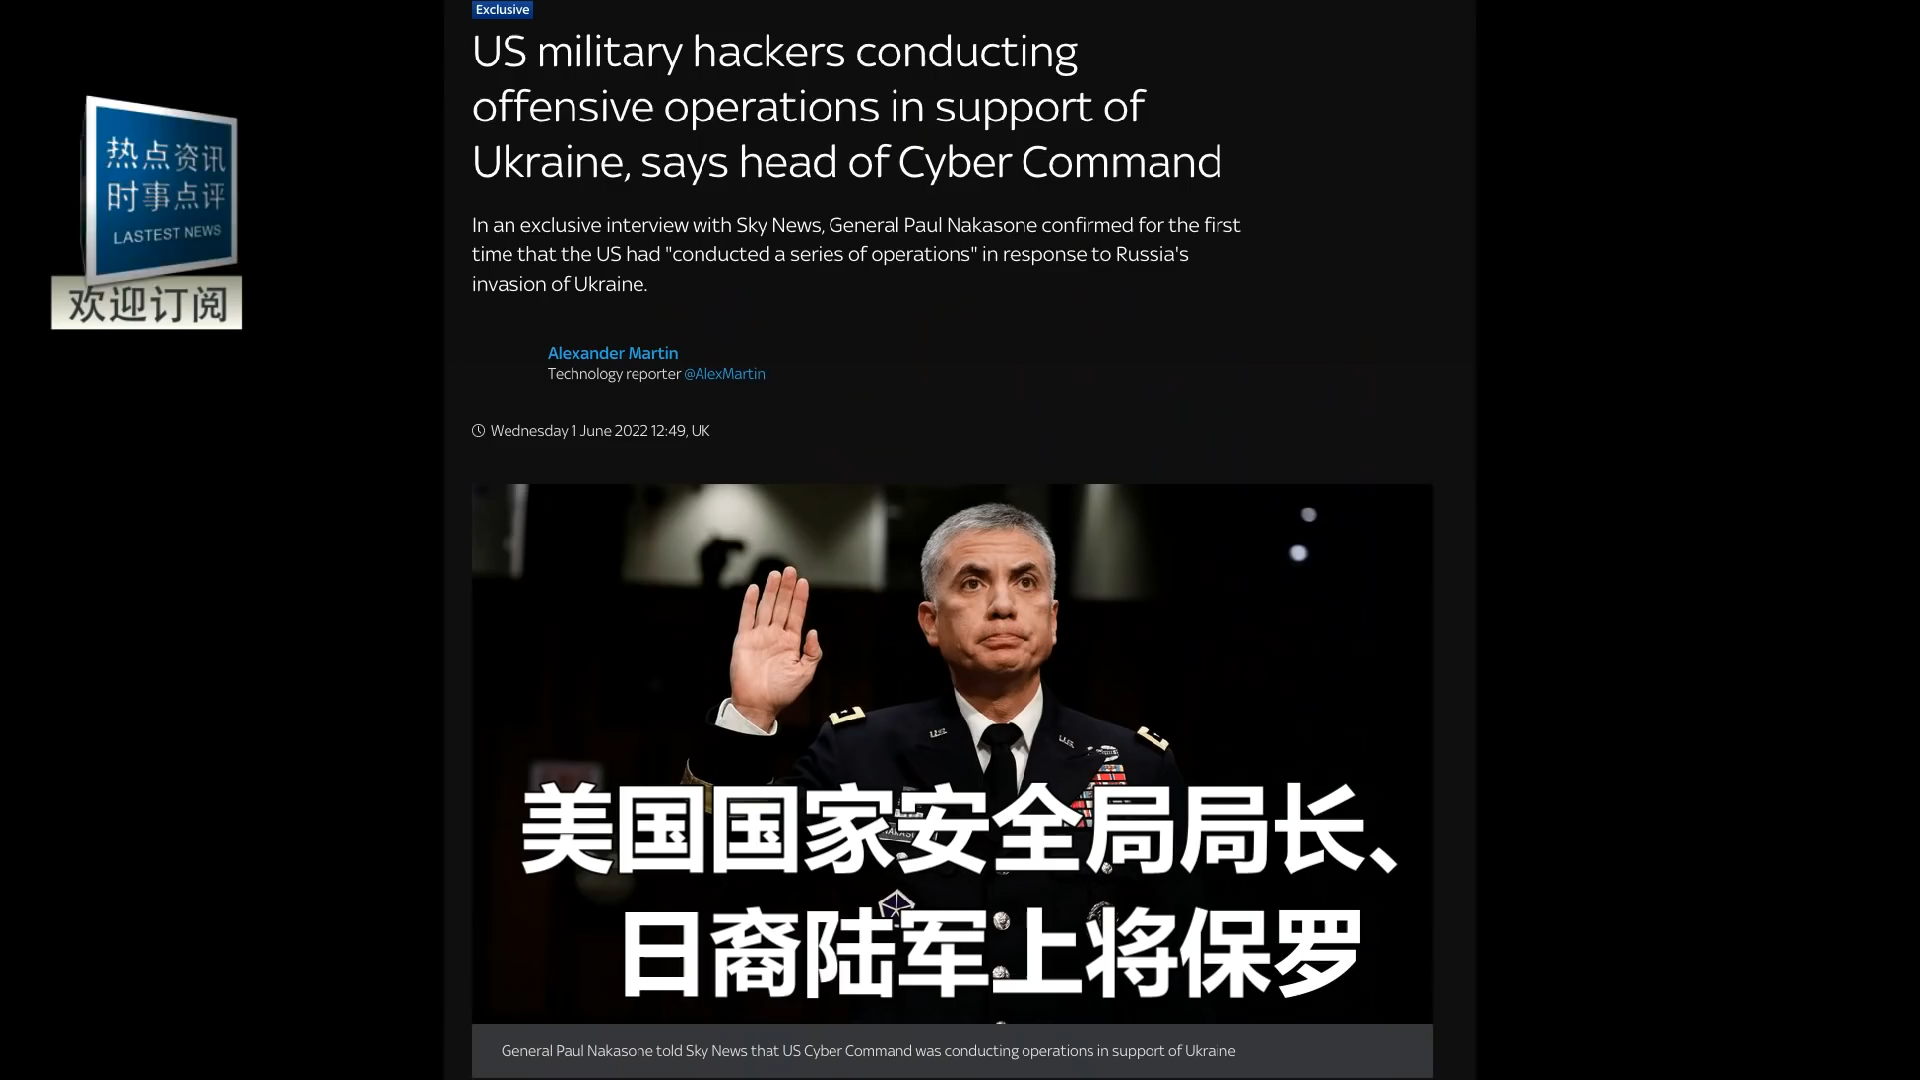 Exclusive
US military hackers conducting
offensive operations in support of
Ukraine, says head of Cyber Command
In an exclusive interview with Sky News, General Paul Nakasone confirmed for the first
time that the US had "conducted a series of operations" in response to Russia's
invasion of Ukraine.
热点资讯
时事点评
LASTEST NEWS
欢迎订阅
Alexander Martin
Technology reporter @AlexMartin
Wednesday 1 June 2022 12:49, UK
美国国家安全局局长、
日裔陆军上将保罗
General Paul Nakasone told Sky News that US Cyber Command was conducting operations in support of Ukraine